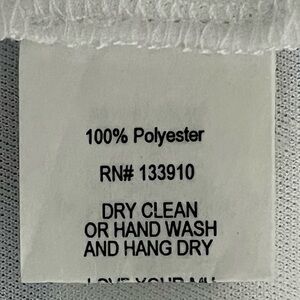 100% Polyester
RN# 133910
DRY CLEAN
OR HAND WASH
AND HANG DRY
LOVE YOUR